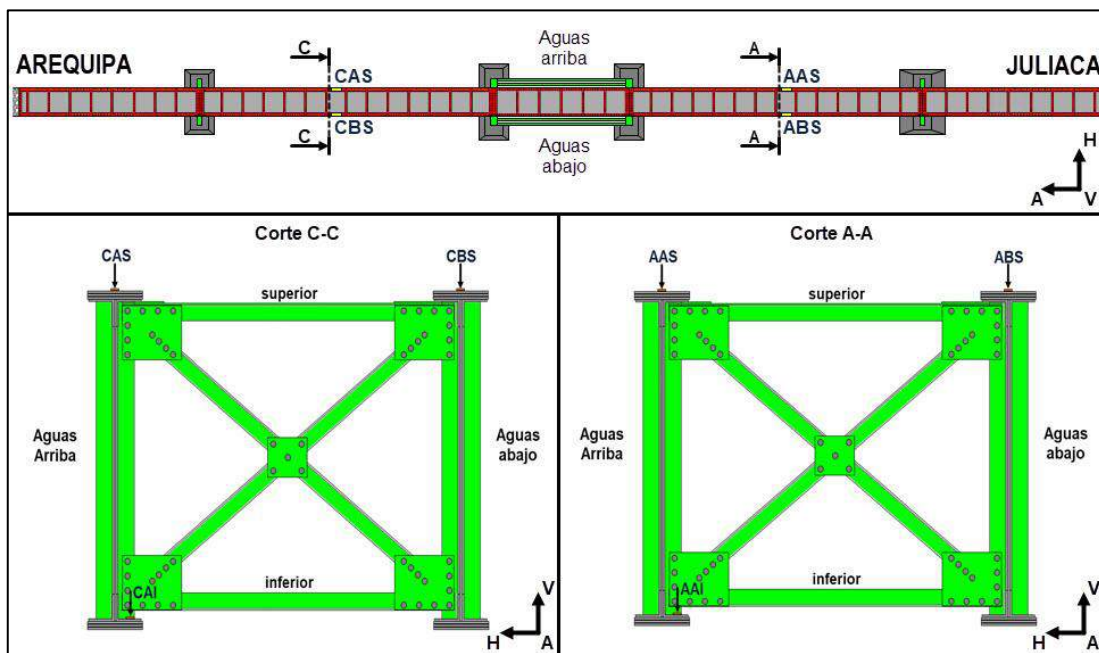 C
A
Aguas
arriba
AREQUIPA
CAS
AAS
JULIACA
CBS
ABS
C
A
Aguas
abajo
H
A
V
Corte C-C
CAS
CBS
superior
Aguas
Arriba
Aguas
abajo
inferior
CAI
V
H
A
Corte A-A
AAS
ABS
superior
Aguas
Arriba
Aguas
abajo
inferior
AAI
V
H
A